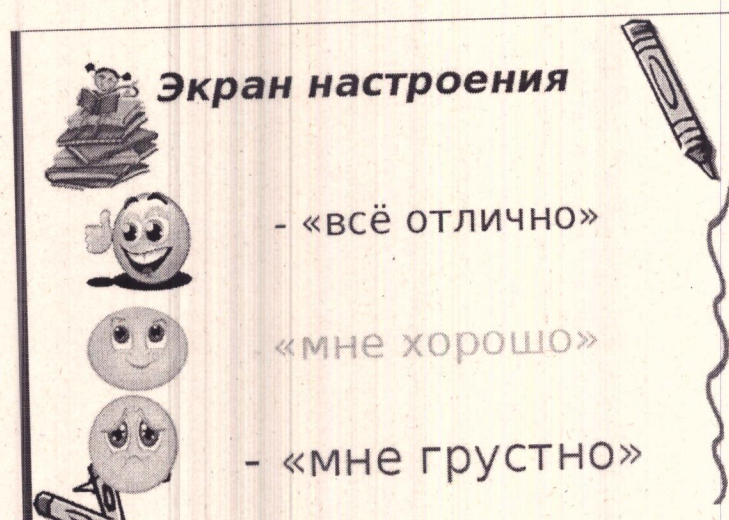 Экран настроения
- «всё отлично»
«мне хорошо»
- «мне грустно»